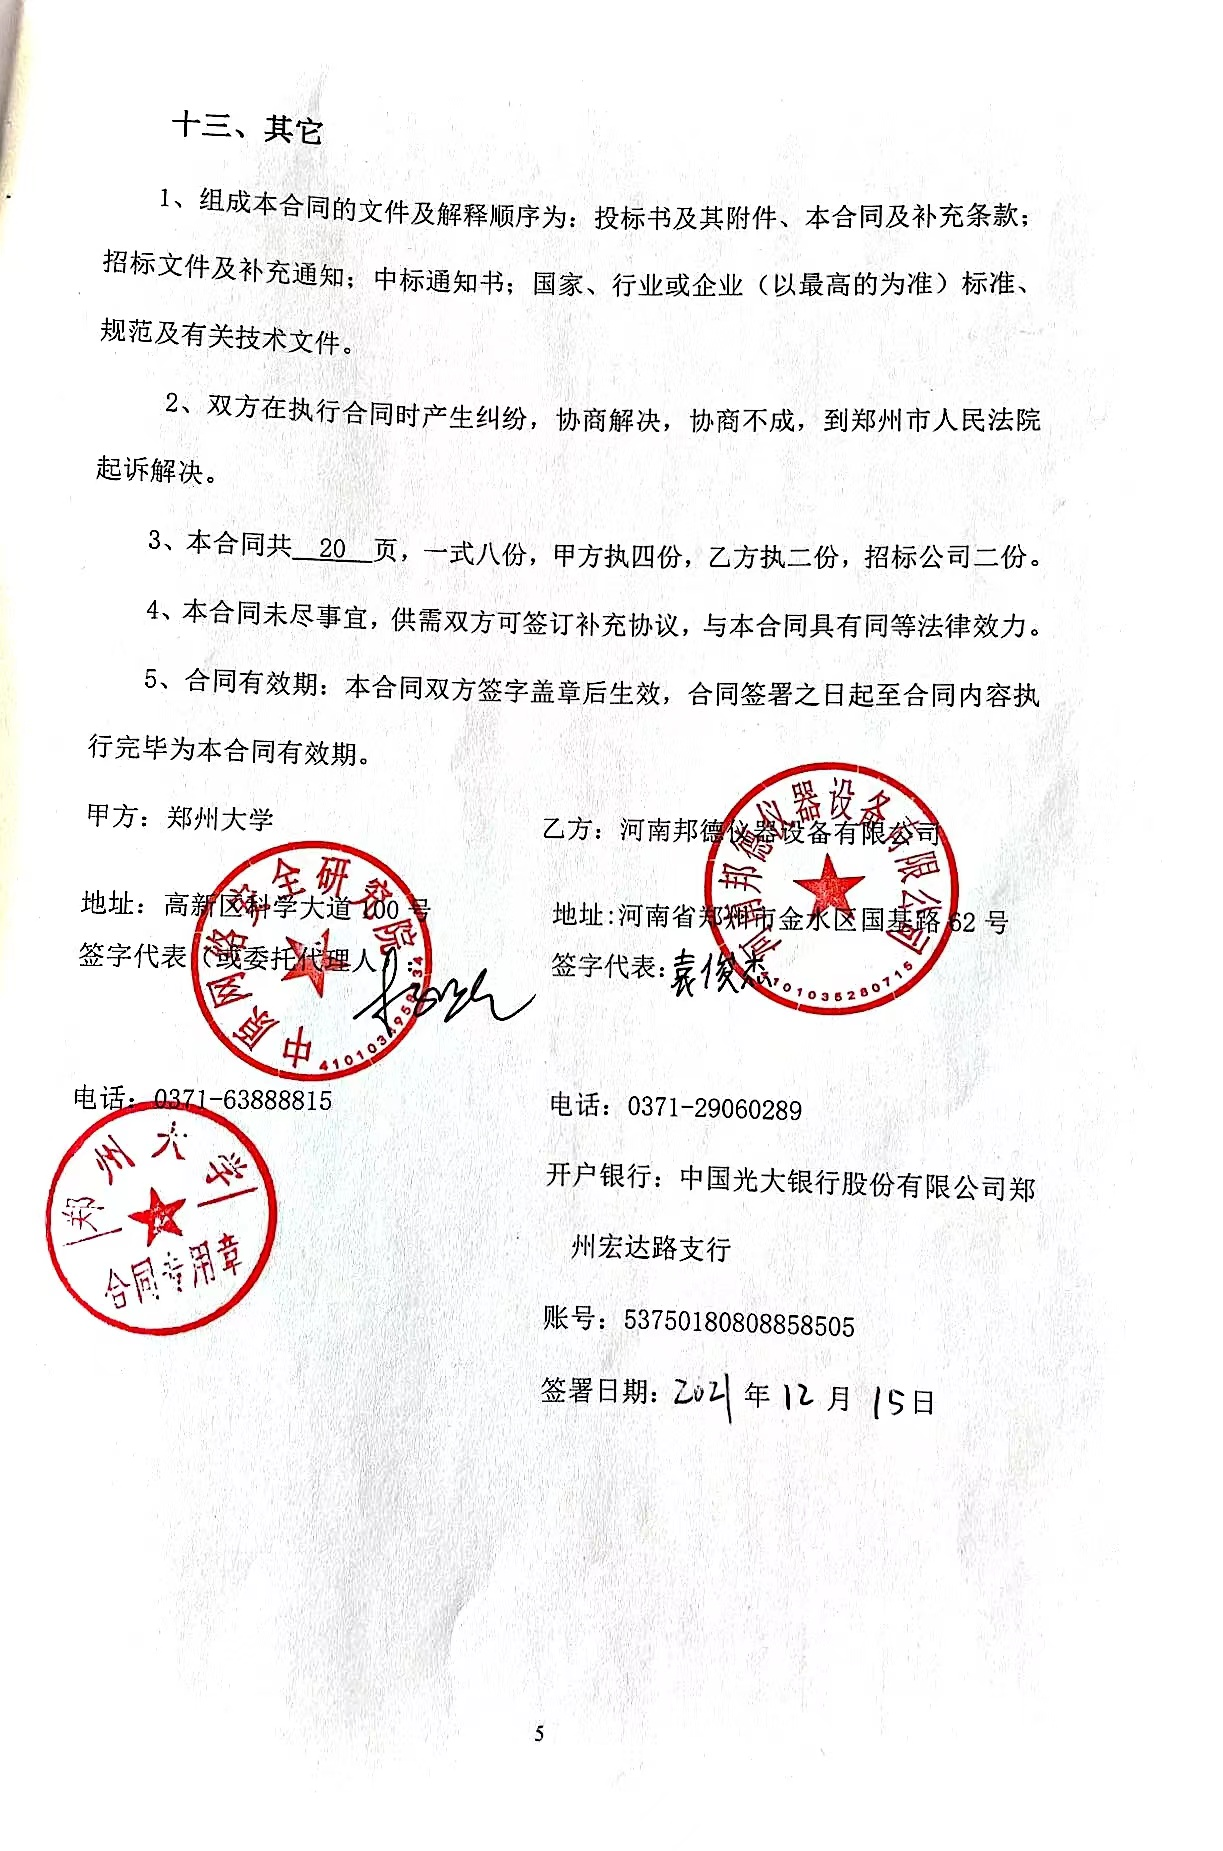 十三、其它
1、组成本合同的文件及解释顺序为：投标书及其附件、本合同及补充条款；
招标文件及补充通知；中标通知书；国家、行业或企业（以最高的为准）标准、
规范及有关技术文件。
2、双方在执行合同时产生纠纷，协商解决，协商不成，到郑州市人民法院
起诉解决。
3、本合同共 20 页，一式八份，甲方执四份，乙方执二份，招标公司二份。
4、本合同未尽事宜，供需双方可签订补充协议，与本合同具有同等法律效力。
5、合同有效期：本合同双方签字盖章后生效，合同签署之日起至合同内容执
行完毕为本合同有效期。
甲方：郑州大学
地址：高新区科学大道 100 号
签字代表（或委托代理人）：
中原网络安全研究院
电话：0371-63888815
郑州大学
合同专用章
乙方：河南邦德仪器设备有限公司
地址:河南省郑州市金水区国基路 62 号
签字代表:袁俊杰
河南邦德仪器设备有限公司
4101035280715
电话：0371-29060289
开户银行：中国光大银行股份有限公司郑
州宏达路支行
账号：53750180808858505
签署日期：2021 年 12 月 15 日
5